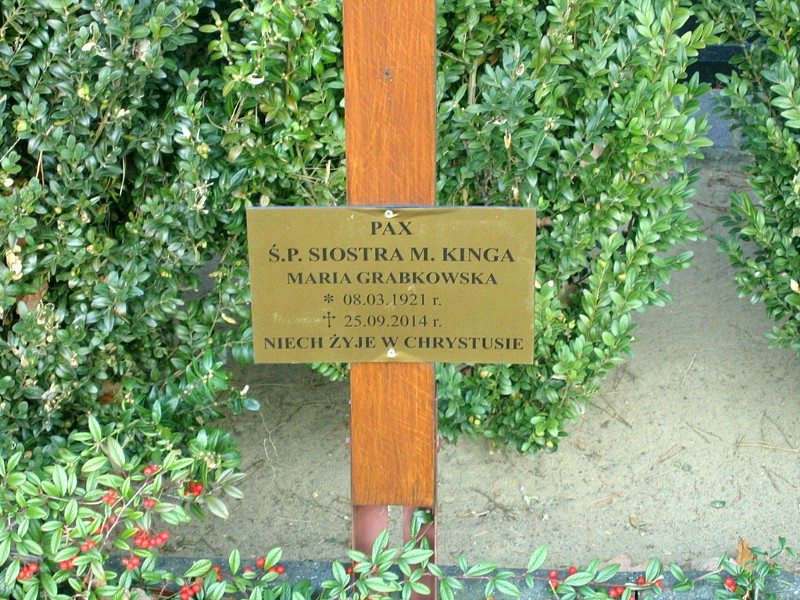 PAX
Ś.P. SIOSTRA M. KINGA
MARIA GRABKOWSKA
* 08.03.1921 r.
† 25.09.2014 r.
NIECH ŻYJE W CHRYSTUSIE